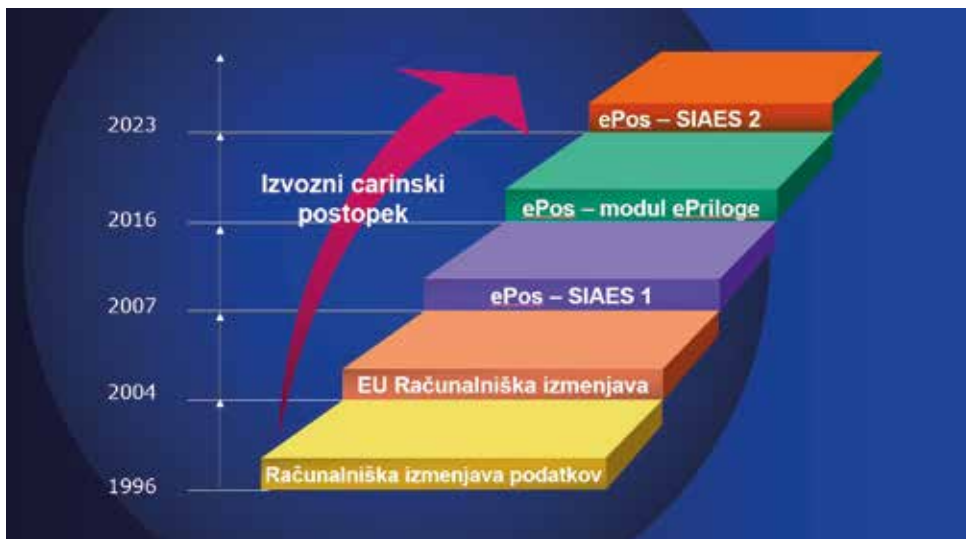 2023
ePos – SIAES 2
Izvozni carinski
postopek
2016
ePos – modul ePriloge
2007
ePos – SIAES 1
2004
EU Računalniška izmenjava
1996
Računalniška izmenjava podatkov